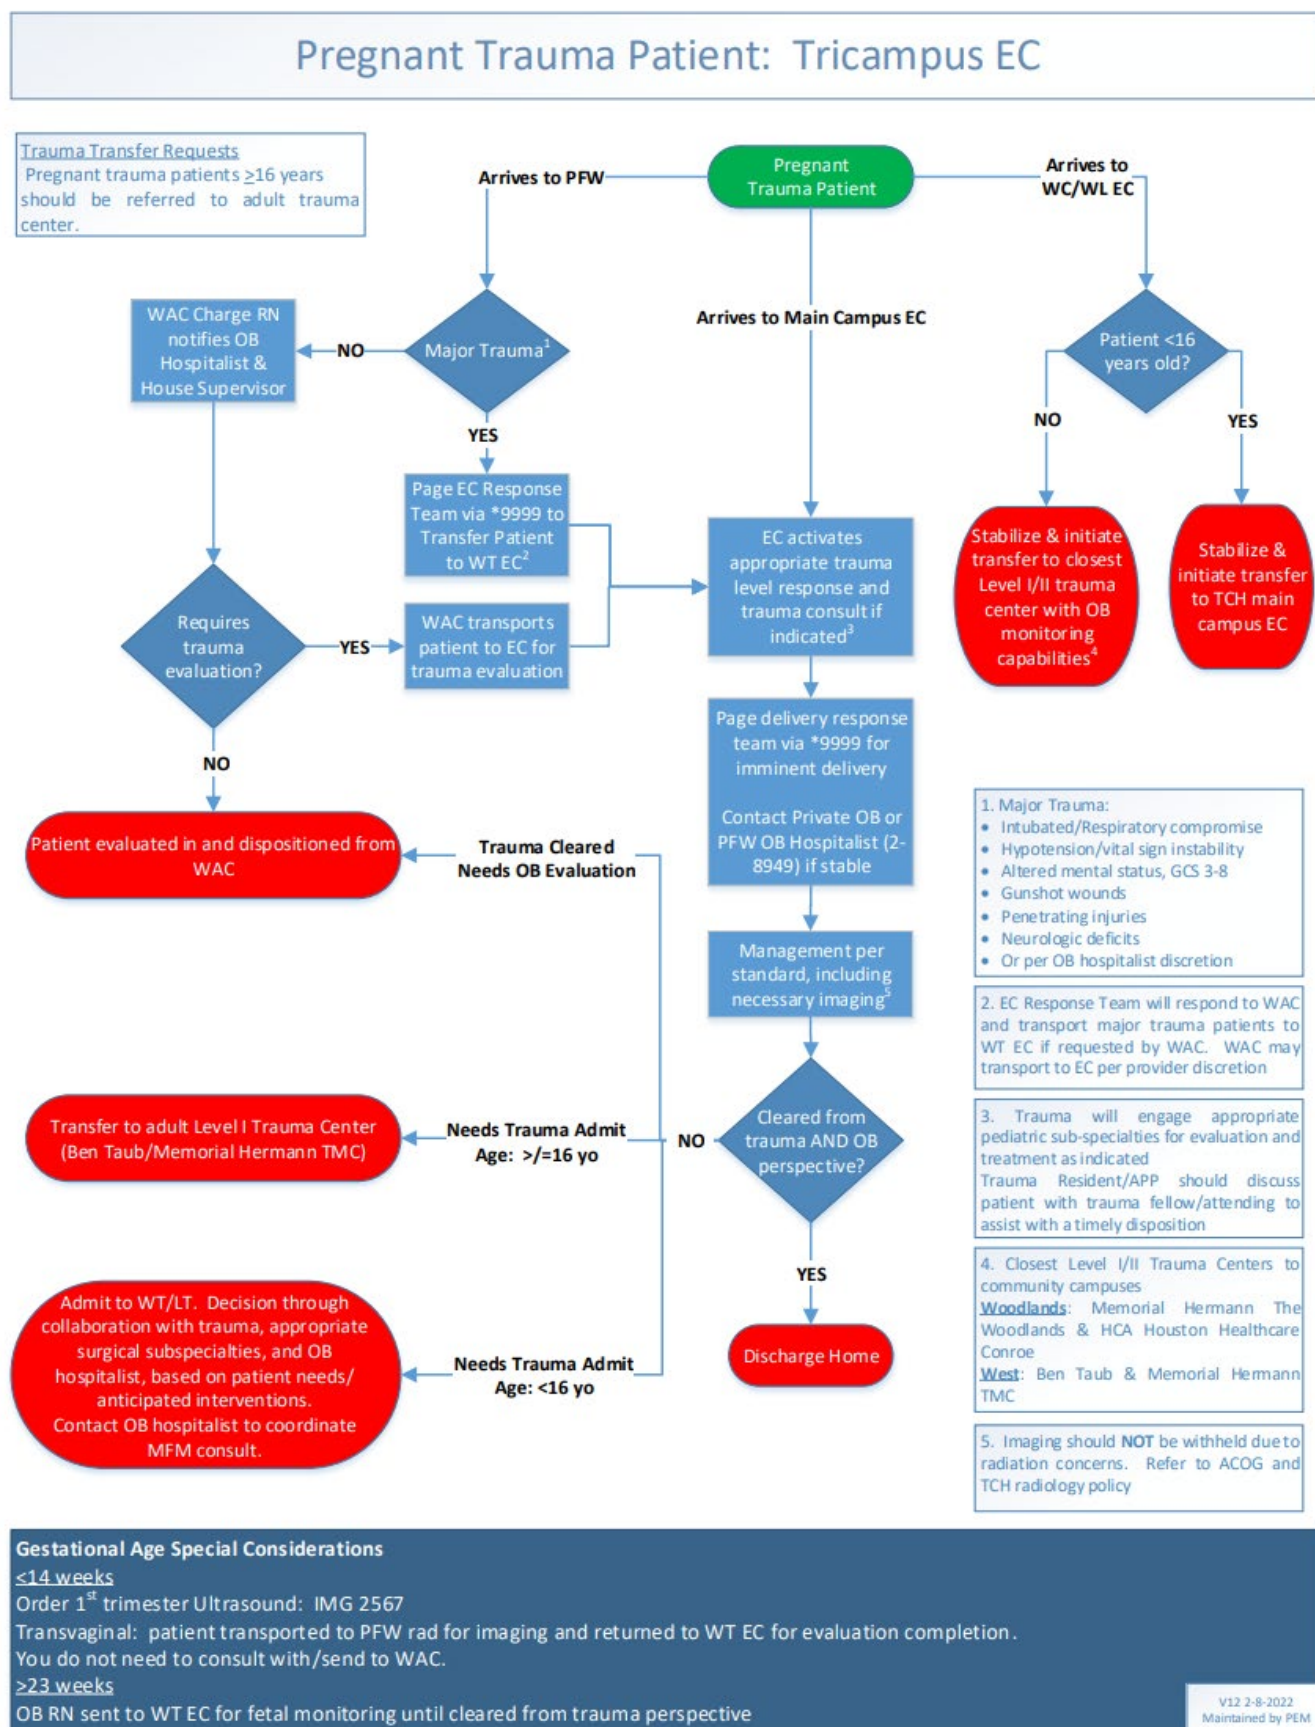 Pregnant Trauma Patient: Tricampus EC
Trauma Transfer Requests
Pregnant trauma patients ≥16 years
should be referred to adult trauma
center.
Arrives to PFW
Pregnant
Trauma Patient
Arrives to
WC/WL EC
Arrives to Main Campus EC
WAC Charge RN
notifies OB
Hospitalist &
House Supervisor
NO
Major Trauma1
YES
Patient <16
years old?
NO
YES
Page EC Response
Team via *9999 to
Transfer Patient
to WT EC2
EC activates
appropriate trauma
level response and
trauma consult if
indicated3
Stabilize & initiate
transfer to closest
Level I/II trauma
center with OB
monitoring
capabilities4
Stabilize &
initiate transfer
to TCH main
campus EC
Requires
trauma
evaluation?
YES
WAC transports
patient to EC for
trauma evaluation
NO
Page delivery response
team via *9999 for
imminent delivery
Contact Private OB or
PFW OB Hospitalist (2-
8949) if stable
Patient evaluated in and dispositioned from
WAC
Trauma Cleared
Needs OB Evaluation
Management per
standard, including
necessary imaging5
Transfer to adult Level I Trauma Center
(Ben Taub/Memorial Hermann TMC)
Needs Trauma Admit
Age: >/=16 yo
NO
Cleared from
trauma AND OB
perspective?
YES
Discharge Home
Admit to WT/LT. Decision through
collaboration with trauma, appropriate
surgical subspecialties, and OB
hospitalist, based on patient needs/
anticipated interventions.
Contact OB hospitalist to coordinate
MFM consult.
Needs Trauma Admit
Age: <16 yo
1. Major Trauma:
• Intubated/Respiratory compromise
• Hypotension/vital sign instability
• Altered mental status, GCS 3-8
• Gunshot wounds
• Penetrating injuries
• Neurologic deficits
• Or per OB hospitalist discretion
2. EC Response Team will respond to WAC
and transport major trauma patients to
WT EC if requested by WAC. WAC may
transport to EC per provider discretion
3. Trauma will engage appropriate
pediatric sub-specialties for evaluation and
treatment as indicated
Trauma Resident/APP should discuss
patient with trauma fellow/attending to
assist with a timely disposition
4. Closest Level I/II Trauma Centers to
community campuses
Woodlands: Memorial Hermann The
Woodlands & HCA Houston Healthcare
Conroe
West: Ben Taub & Memorial Hermann
TMC
5. Imaging should NOT be withheld due to
radiation concerns. Refer to ACOG and
TCH radiology policy
Gestational Age Special Considerations
<14 weeks
Order 1st trimester Ultrasound: IMG 2567
Transvaginal: patient transported to PFW rad for imaging and returned to WT EC for evaluation completion.
You do not need to consult with/send to WAC.
>23 weeks
OB RN sent to WT EC for fetal monitoring until cleared from trauma perspective
V12 2-8-2022
Maintained by PEM